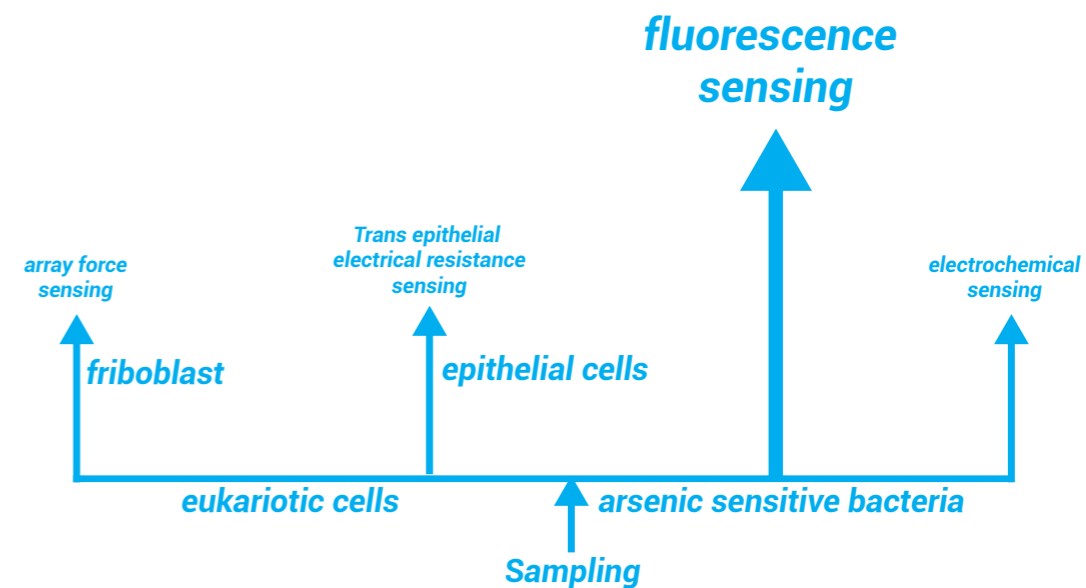 fluorescence
sensing
Trans epithelial
electrical resistance
sensing
array force
sensing
electrochemical
sensing
friboblast
epithelial cells
eukariotic cells
arsenic sensitive bacteria
Sampling